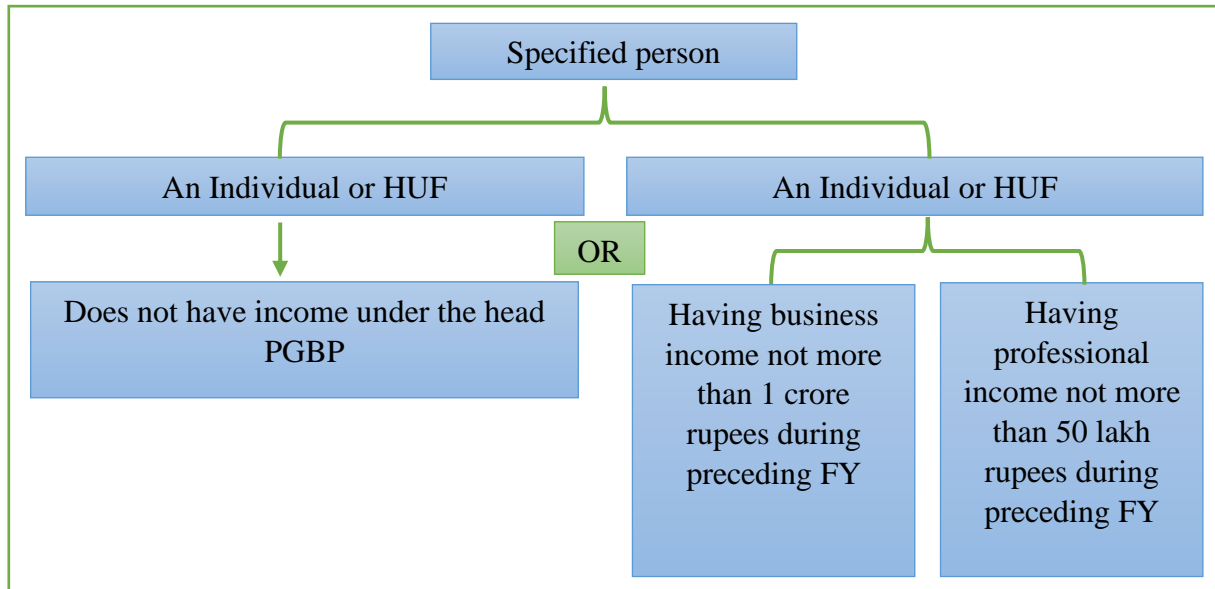 Specified person
An Individual or HUF
An Individual or HUF
OR
Does not have income under the head
PGBP
Having business
income not more
than 1 crore
rupees during
preceding FY
Having
professional
income not more
than 50 lakh
rupees during
preceding FY